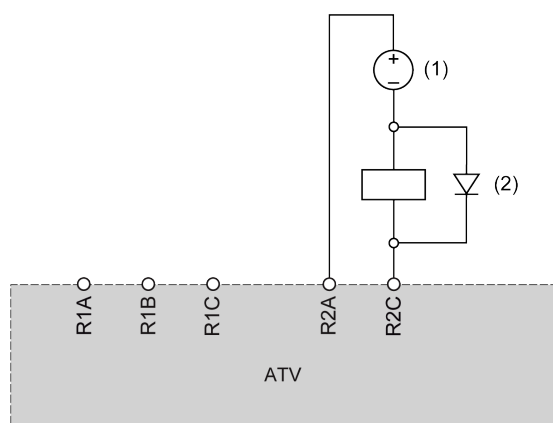 +
(1)
−
(2)
R1A
R1B
R1C
R2A
R2C
ATV